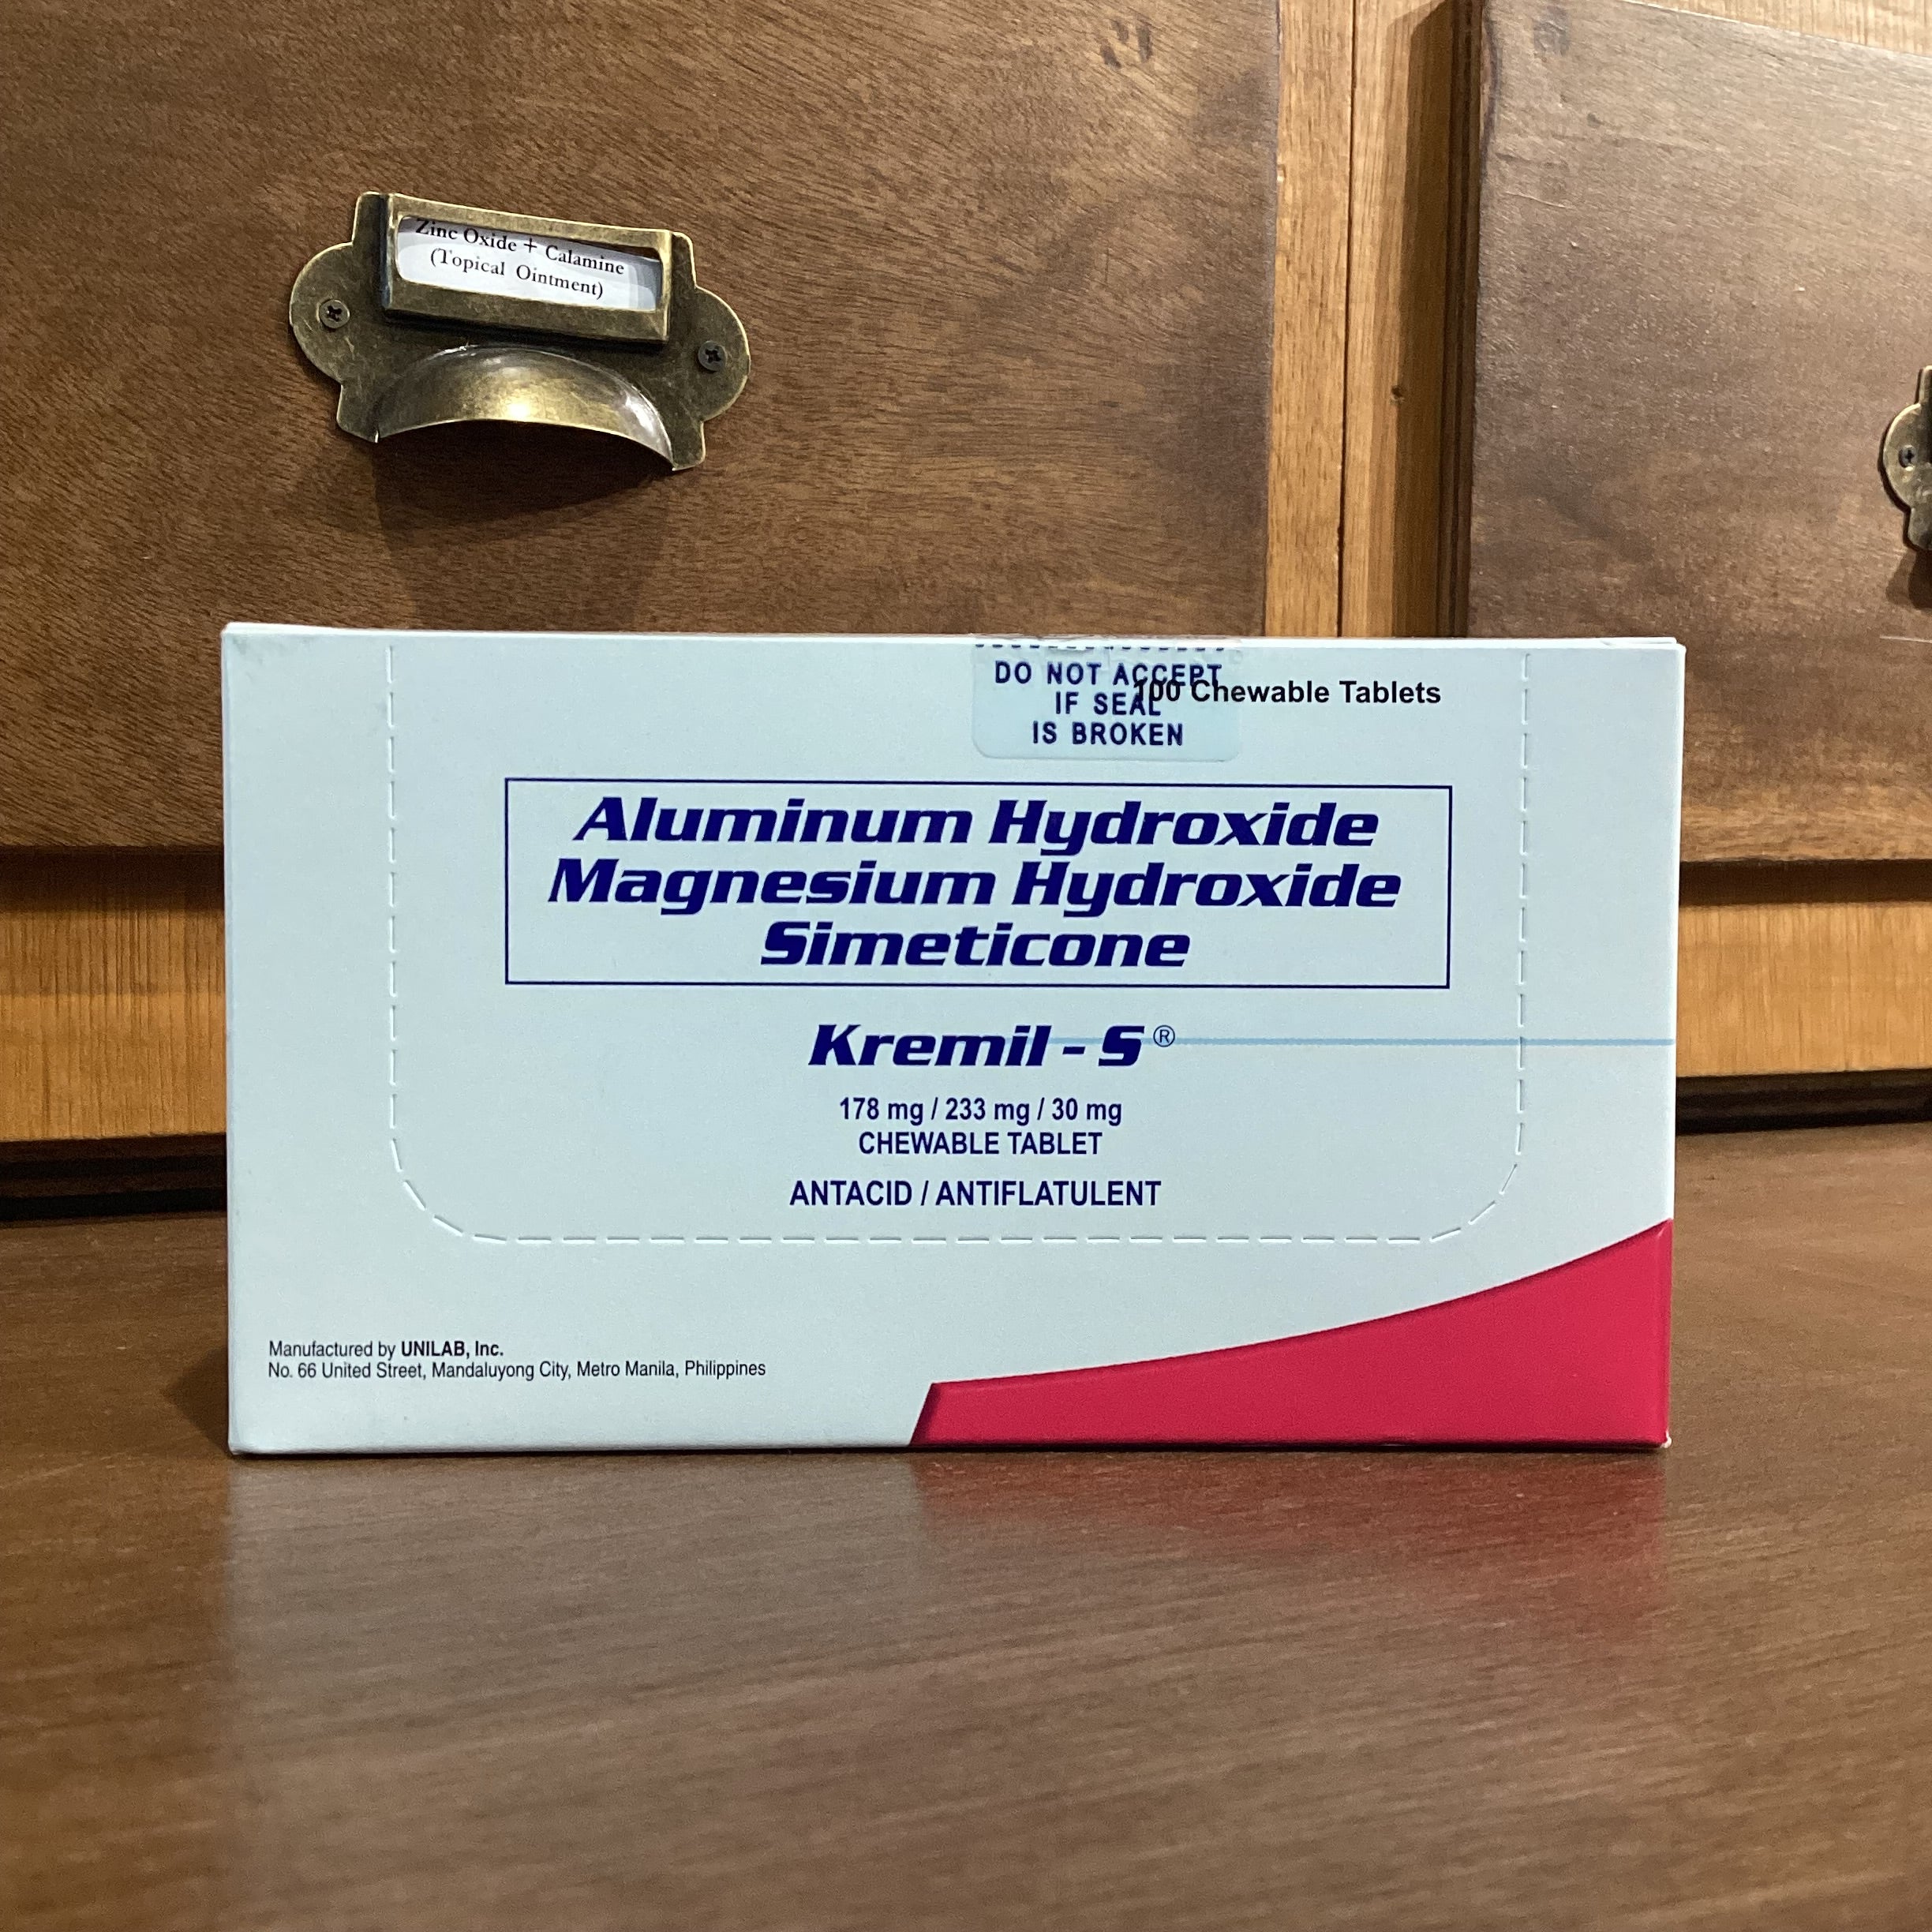 Zinc Oxide + Calamine
(Topical Ointment)
DO NOT ACCEPT
IF SEAL
IS BROKEN
100 Chewable Tablets
Aluminum Hydroxide
Magnesium Hydroxide
Simeticone
Kremil - S®
178 mg / 233 mg / 30 mg
CHEWABLE TABLET
ANTACID / ANTIFLATULENT
Manufactured by UNILAB, Inc.
No. 66 United Street, Mandaluyong City, Metro Manila, Philippines